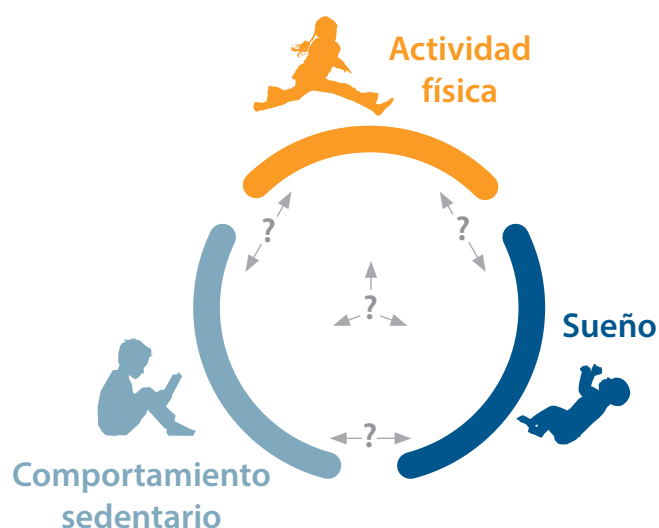 Actividad
física
?
?
?
Sueño
?
Comportamiento
sedentario